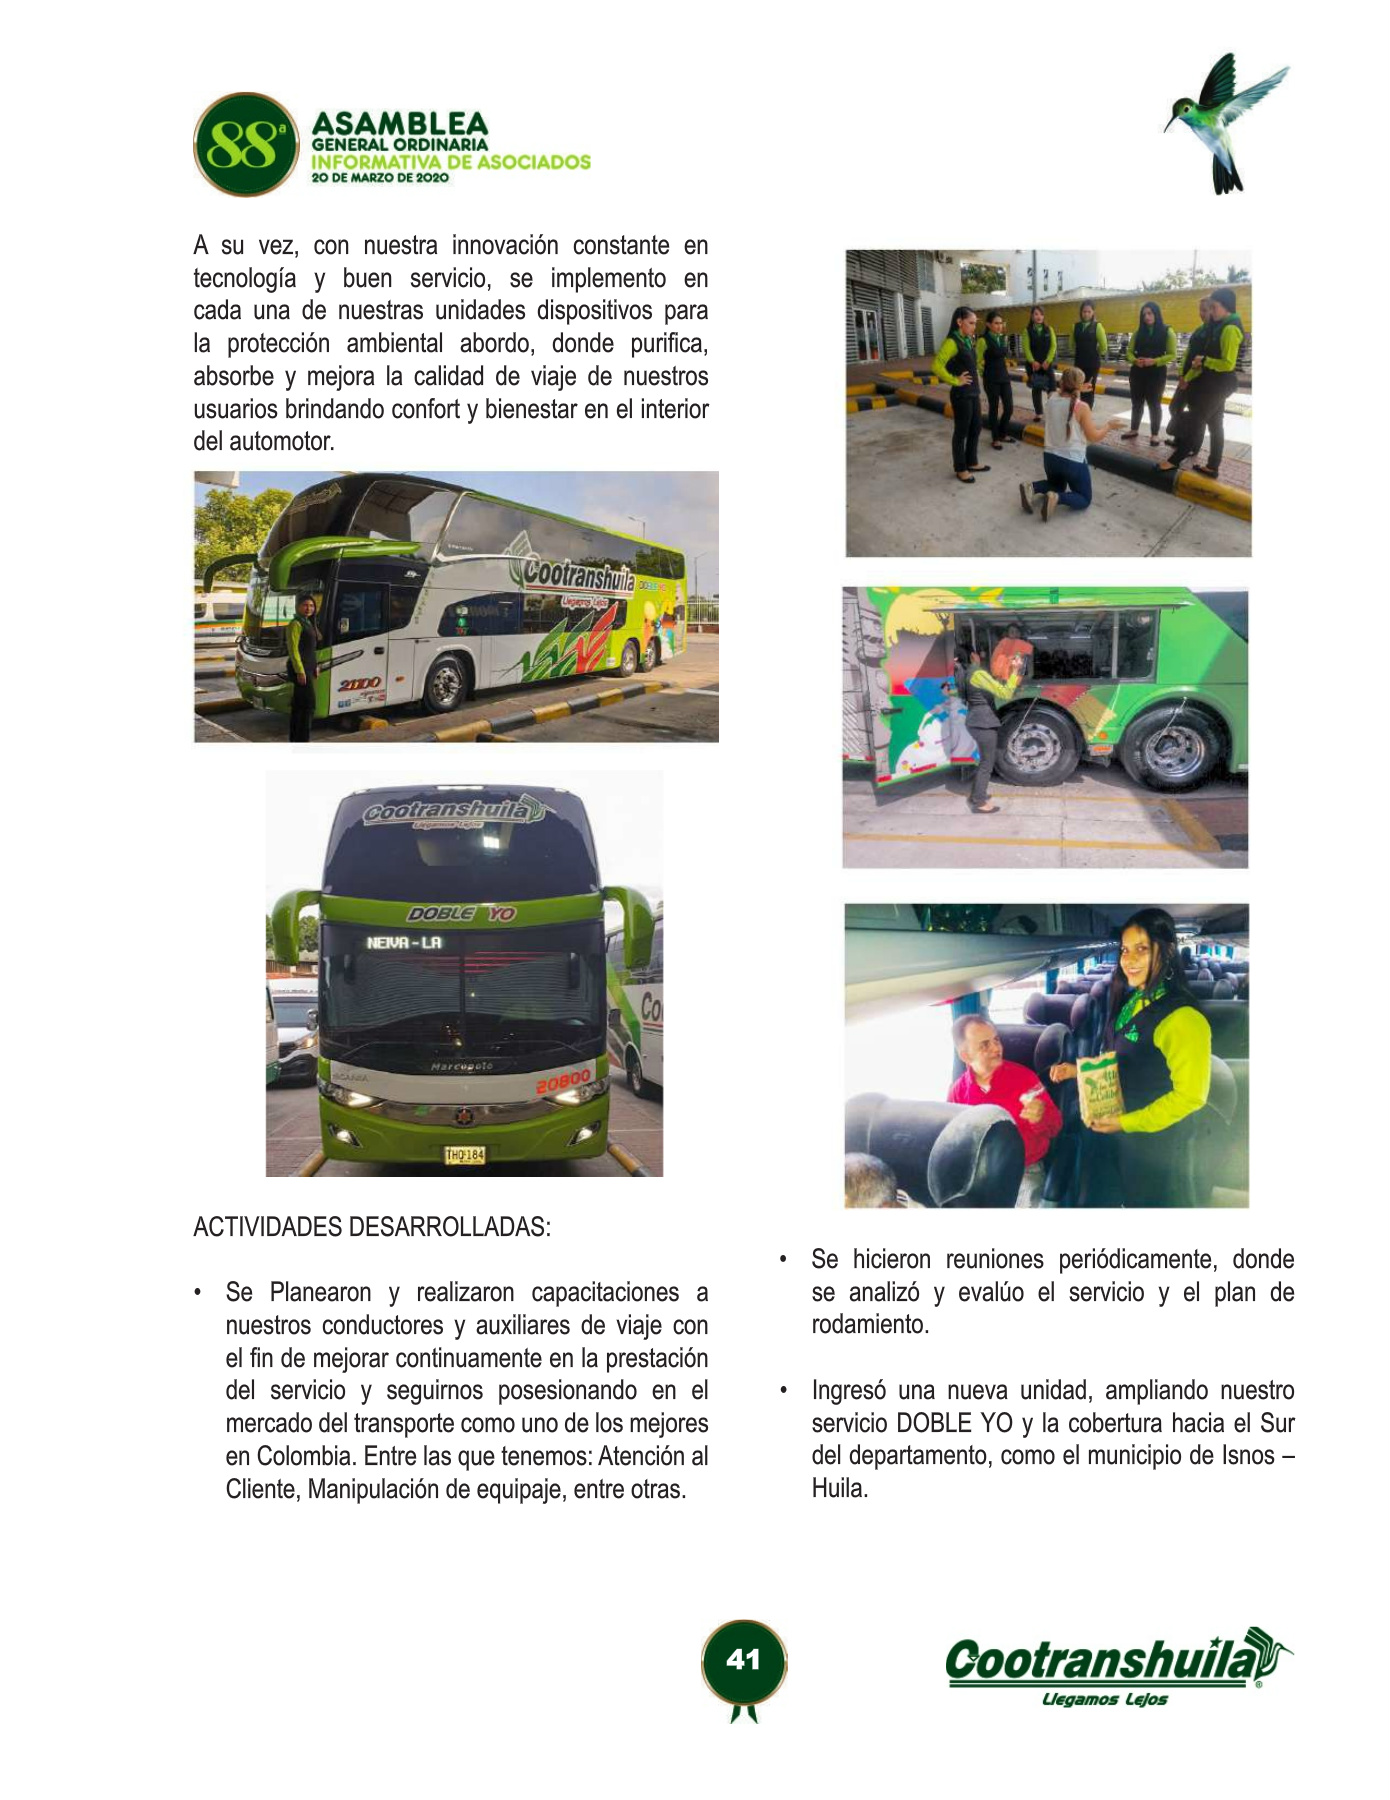 88ª
ASAMBLEA
GENERAL ORDINARIA
INFORMATIVA DE ASOCIADOS
20 DE MARZO DE 2020
A su vez, con nuestra innovación constante en
tecnología y buen servicio, se implemento en
cada una de nuestras unidades dispositivos para
la protección ambiental abordo, donde purifica,
absorbe y mejora la calidad de viaje de nuestros
usuarios brindando confort y bienestar en el interior
del automotor.
Cootranshuila
Llegamos Lejos
DOBLE YO
20800
Cootranshuila
Llegamos Lejos
DOBLE YO
NEIVA - LA
Co
Marcopolo
SCANIA
20800
THQ 184
ACTIVIDADES DESARROLLADAS:
• Se Planearon y realizaron capacitaciones a
nuestros conductores y auxiliares de viaje con
el fin de mejorar continuamente en la prestación
del servicio y seguirnos posesionando en el
mercado del transporte como uno de los mejores
en Colombia. Entre las que tenemos: Atención al
Cliente, Manipulación de equipaje, entre otras.
• Se hicieron reuniones periódicamente, donde
se analizó y evalúo el servicio y el plan de
rodamiento.
• Ingresó una nueva unidad, ampliando nuestro
servicio DOBLE YO y la cobertura hacia el Sur
del departamento, como el municipio de Isnos –
Huila.
41
Cootranshuila
®
Llegamos Lejos